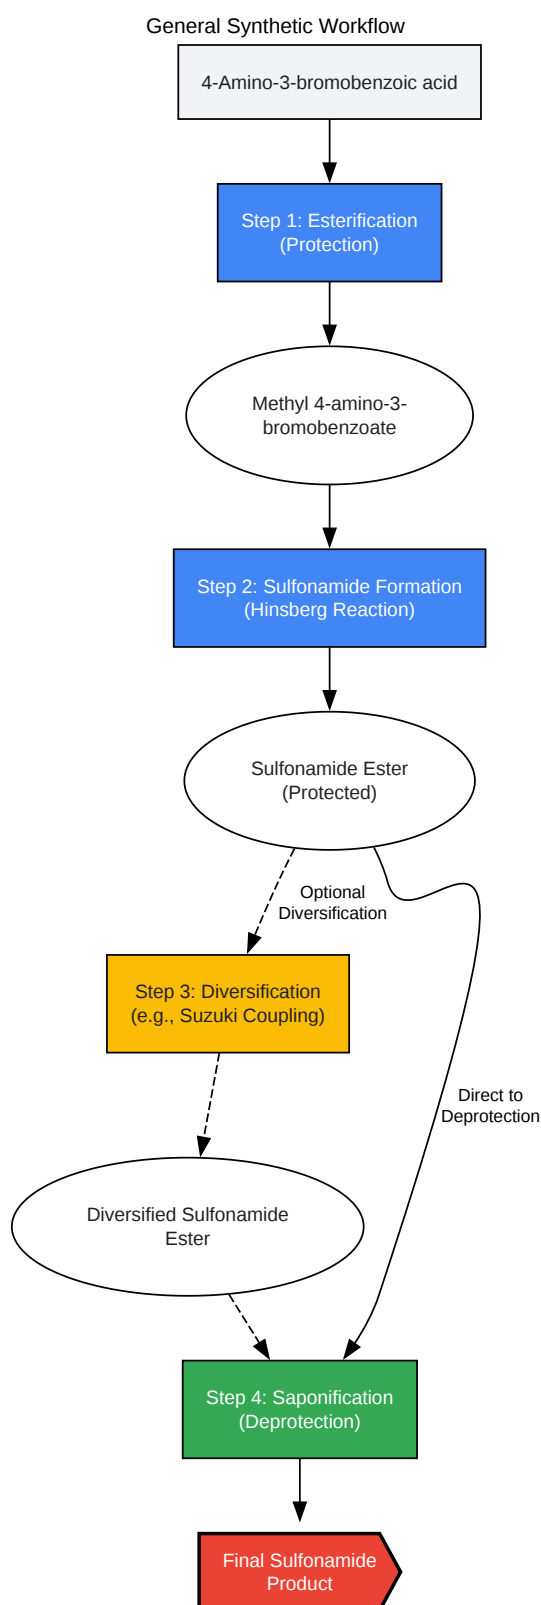 General Synthetic Workflow
4-Amino-3-bromobenzoic acid
Step 1: Esterification
(Protection)
Methyl 4-amino-3-
bromobenzoate
Step 2: Sulfonamide Formation
(Hinsberg Reaction)
Sulfonamide Ester
(Protected)
Optional
Diversification
Step 3: Diversification
(e.g., Suzuki Coupling)
Direct to
Deprotection
Diversified Sulfonamide
Ester
Step 4: Saponification
(Deprotection)
Final Sulfonamide
Product